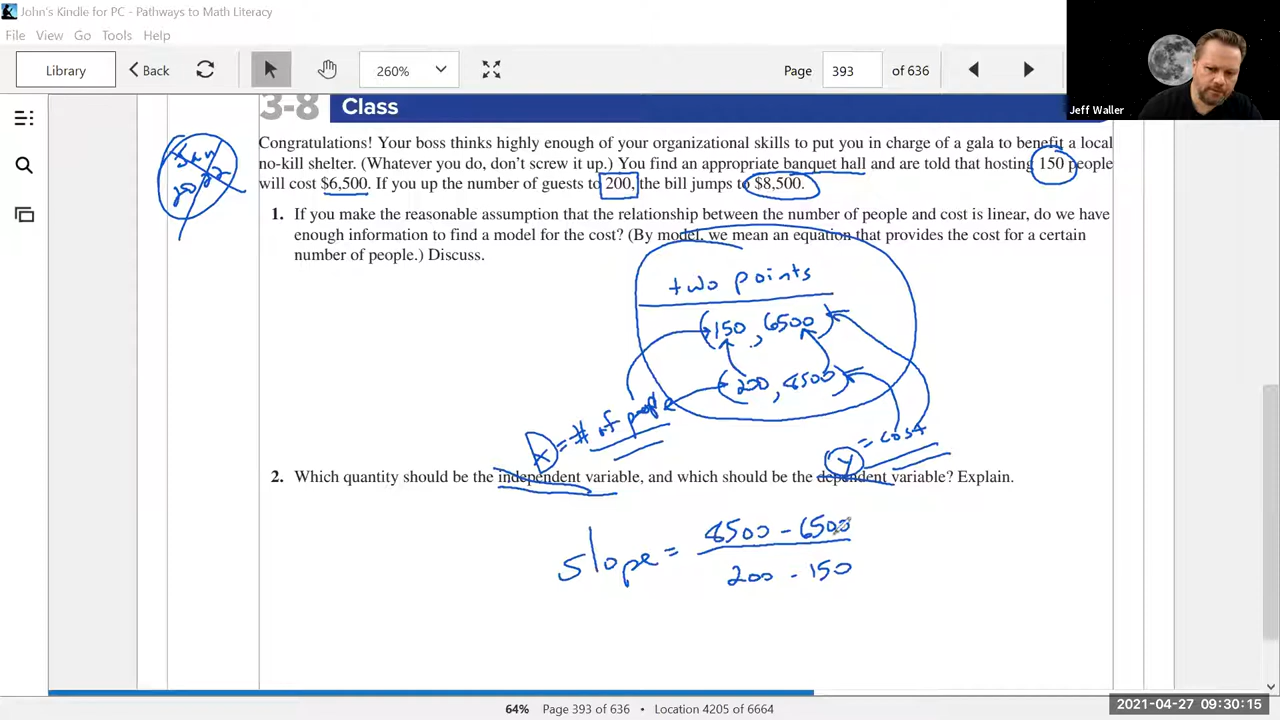 John's Kindle for PC - Pathways to Math Literacy
File View Go Tools Help
Library Back 260% Page 393 of 636
Jeff Waller
3-8 Class
Congratulations! Your boss thinks highly enough of your organizational skills to put you in charge of a gala to benefit a local
no-kill shelter. (Whatever you do, don't screw it up.) You find an appropriate banquet hall and are told that hosting 150 people
will cost $6,500. If you up the number of guests to 200, the bill jumps to $8,500.
1. If you make the reasonable assumption that the relationship between the number of people and cost is linear, do we have
enough information to find a model for the cost? (By model, we mean an equation that provides the cost for a certain
number of people.) Discuss.
two points
(150, 6500)
(200, 8500)
x = # of people
y = cost
2. Which quantity should be the independent variable, and which should be the dependent variable? Explain.
slope = 8500 - 6500
200 - 150
64% Page 393 of 636 • Location 4205 of 6664
2021-04-27 09:30:15